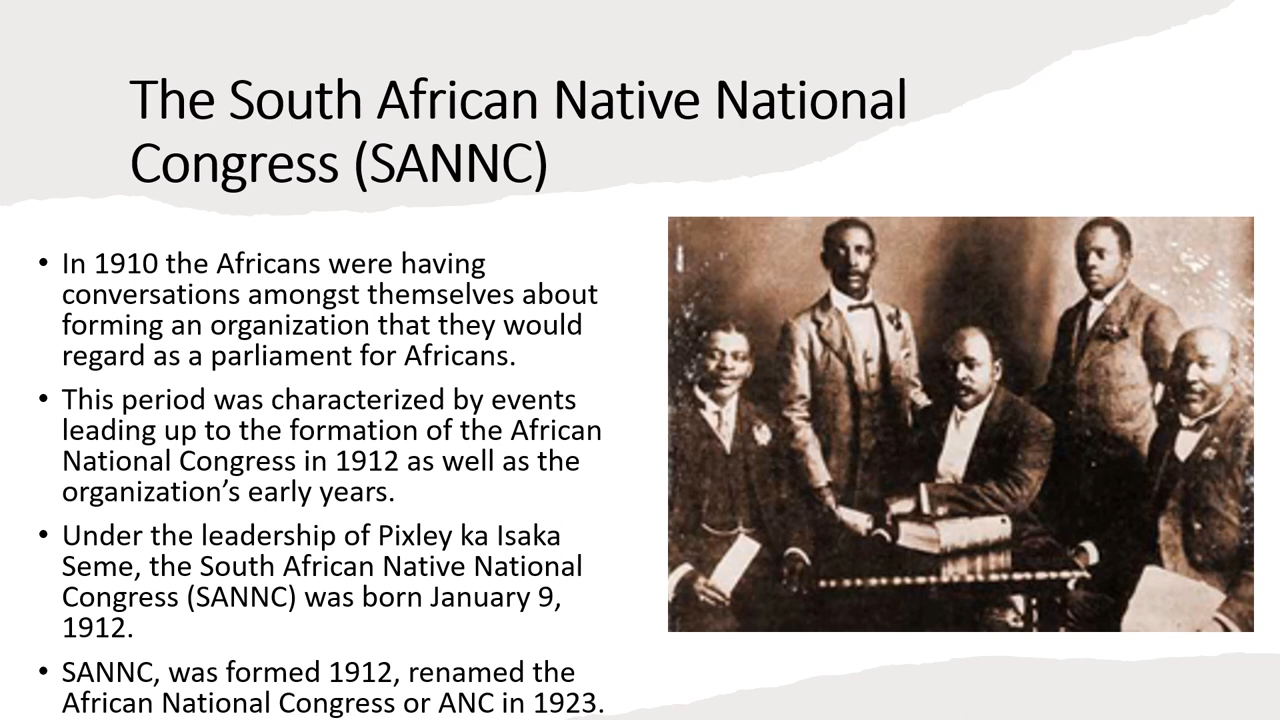 The South African Native National
Congress (SANNC)
• In 1910 the Africans were having
conversations amongst themselves about
forming an organization that they would
regard as a parliament for Africans.
• This period was characterized by events
leading up to the formation of the African
National Congress in 1912 as well as the
organization’s early years.
• Under the leadership of Pixley ka Isaka
Seme, the South African Native National
Congress (SANNC) was born January 9,
1912.
• SANNC, was formed 1912, renamed the
African National Congress or ANC in 1923.